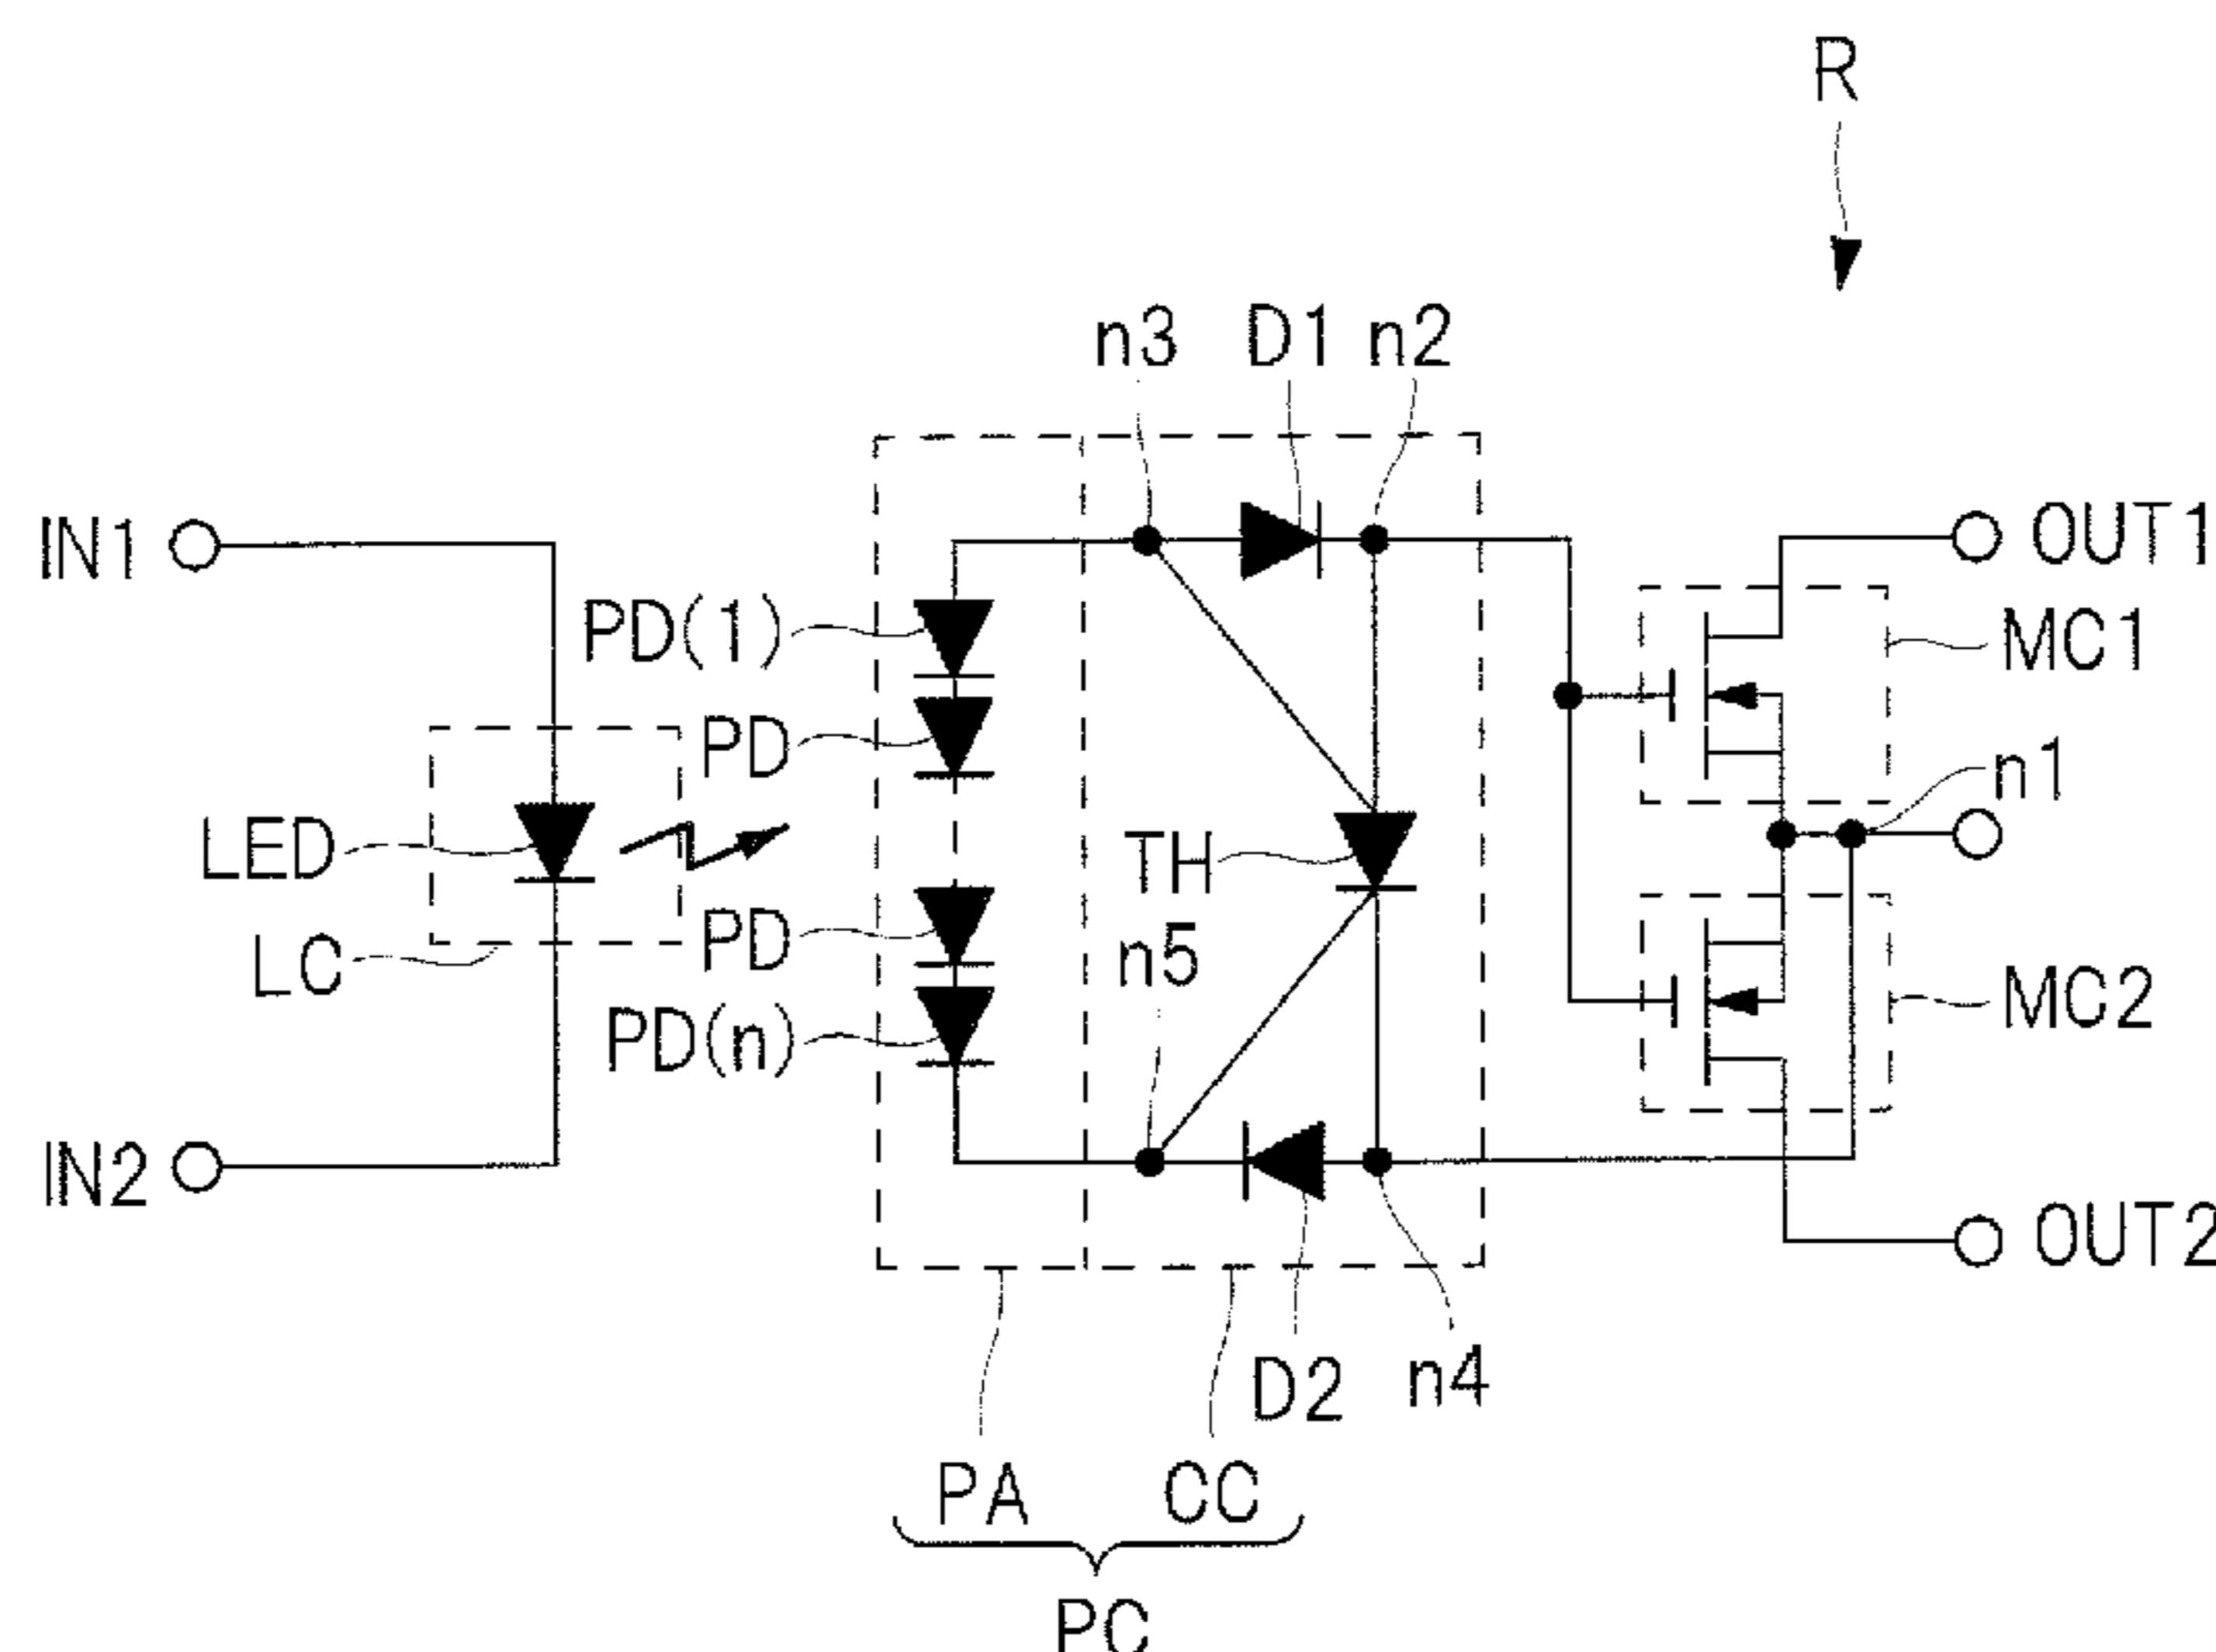 R
n3 D1 n2
IN1
OUT1
PD(1)
MC1
PD
n1
LED
TH
PD
n5
LC
MC2
PD(n)
IN2
OUT2
D2 n4
PA CC
PC